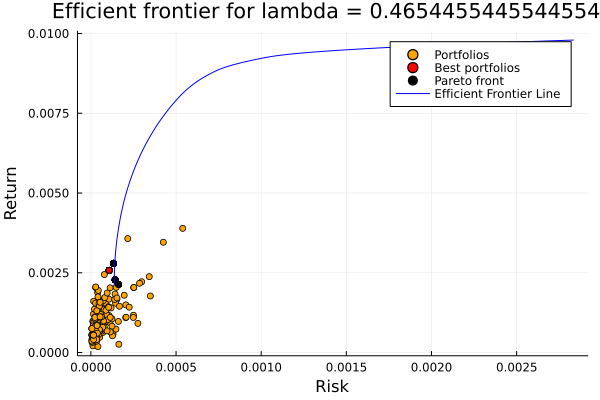 Efficient frontier for lambda = 0.4654455445544554
0.0100
0.0075
0.0050
0.0025
0.0000
Return
Portfolios
Best portfolios
Pareto front
Efficient Frontier Line
0.0000 0.0005 0.0010 0.0015 0.0020 0.0025
Risk